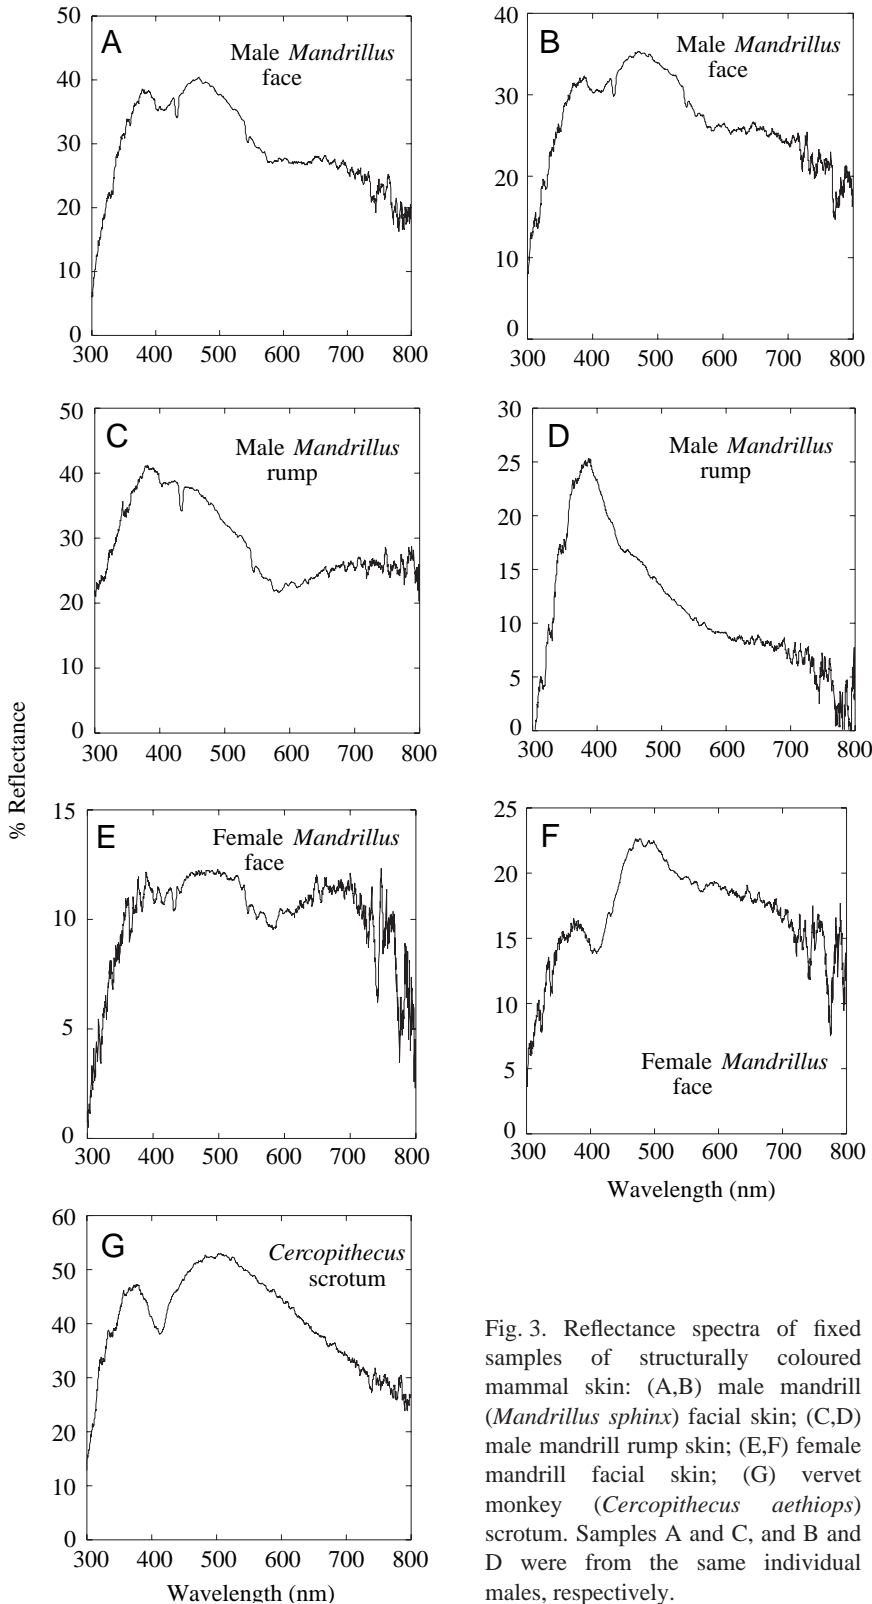 50
A
Male Mandrillus
face
40
30
20
10
0
300 400 500 600 700 800
40
B
Male Mandrillus
face
30
20
10
0
300 400 500 600 700 800
50
C
Male Mandrillus
rump
40
30
20
10
0
300 400 500 600 700 800
30
D
Male Mandrillus
rump
25
20
15
10
5
0
300 400 500 600 700 800
% Reflectance
15
E
Female Mandrillus
face
10
5
0
300 400 500 600 700 800
25
F
20
15
10
Female Mandrillus
face
5
0
300 400 500 600 700 800
Wavelength (nm)
60
G
Cercopithecus
scrotum
50
40
30
20
10
0
300 400 500 600 700 800
Wavelength (nm)
Fig. 3. Reflectance spectra of fixed
samples of structurally coloured
mammal skin: (A,B) male mandrill
(Mandrillus sphinx) facial skin; (C,D)
male mandrill rump skin; (E,F) female
mandrill facial skin; (G) vervet
monkey (Cercopithecus aethiops)
scrotum. Samples A and C, and B and
D were from the same individual
males, respectively.